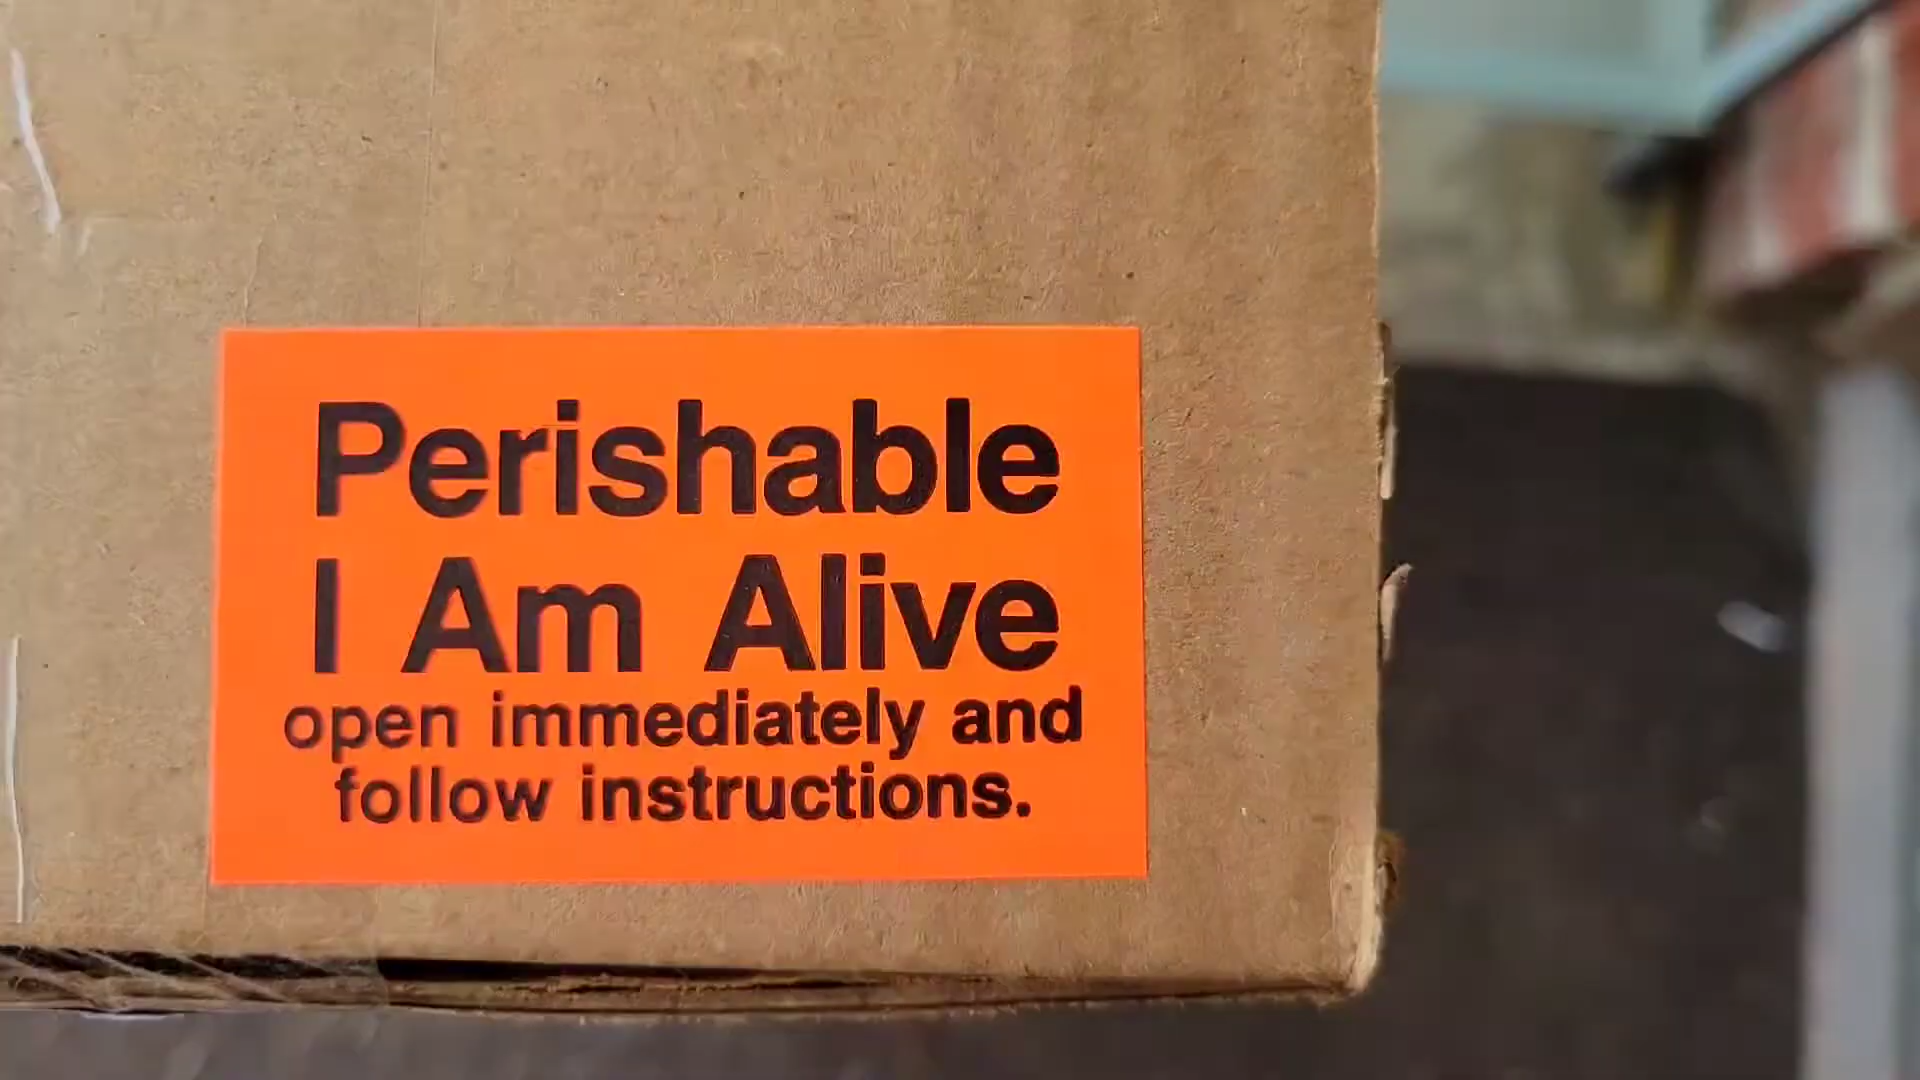 Perishable
I Am Alive
open immediately and
follow instructions.